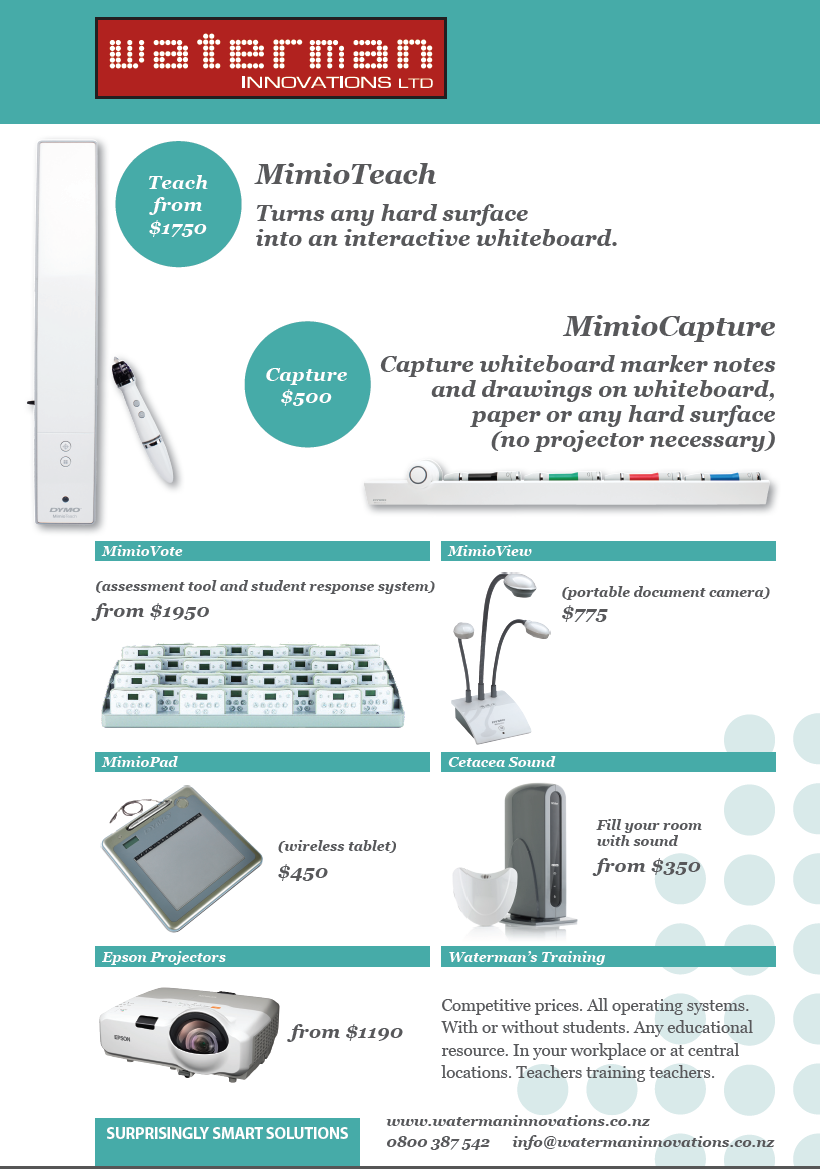 waterman
INNOVATIONS LTD
Teach
from
$1750
MimioTeach
Turns any hard surface
into an interactive whiteboard.
MimioCapture
Capture
$500
Capture whiteboard marker notes
and drawings on whiteboard,
paper or any hard surface
(no projector necessary)
DYMO
MimioVote
(assessment tool and student response system)
from $1950
MimioView
(portable document camera)
$775
MimioPad
(wireless tablet)
$450
Cetacea Sound
Fill your room
with sound
from $350
Epson Projectors
EPSON
from $1190
Waterman's Training
Competitive prices. All operating systems.
With or without students. Any educational
resource. In your workplace or at central
locations. Teachers training teachers.
SURPRISINGLY SMART SOLUTIONS
www.watermaninnovations.co.nz
0800 387 542 info@watermaninnovations.co.nz